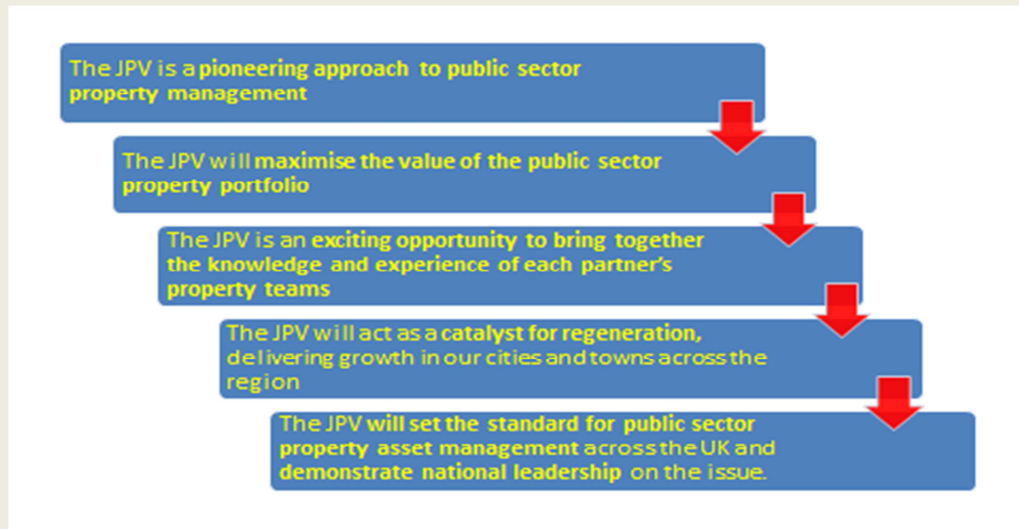 The JPV is a pioneering approach to public sector
property management
The JPV will maximise the value of the public sector
property portfolio
The JPV is an exciting opportunity to bring together
the knowledge and experience of each partner's
property teams
The JPV will act as a catalyst for regeneration,
delivering growth in our cities and towns across the
region
The JPV will set the standard for public sector
property asset management across the UK and
demonstrate national leadership on the issue.